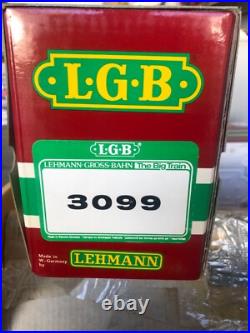 ·L·G·B·
·L·G·B·
LEHMANN-GROSS-BAHN The Big Train
3099
Made in
W.-Germany
by
LEHMANN